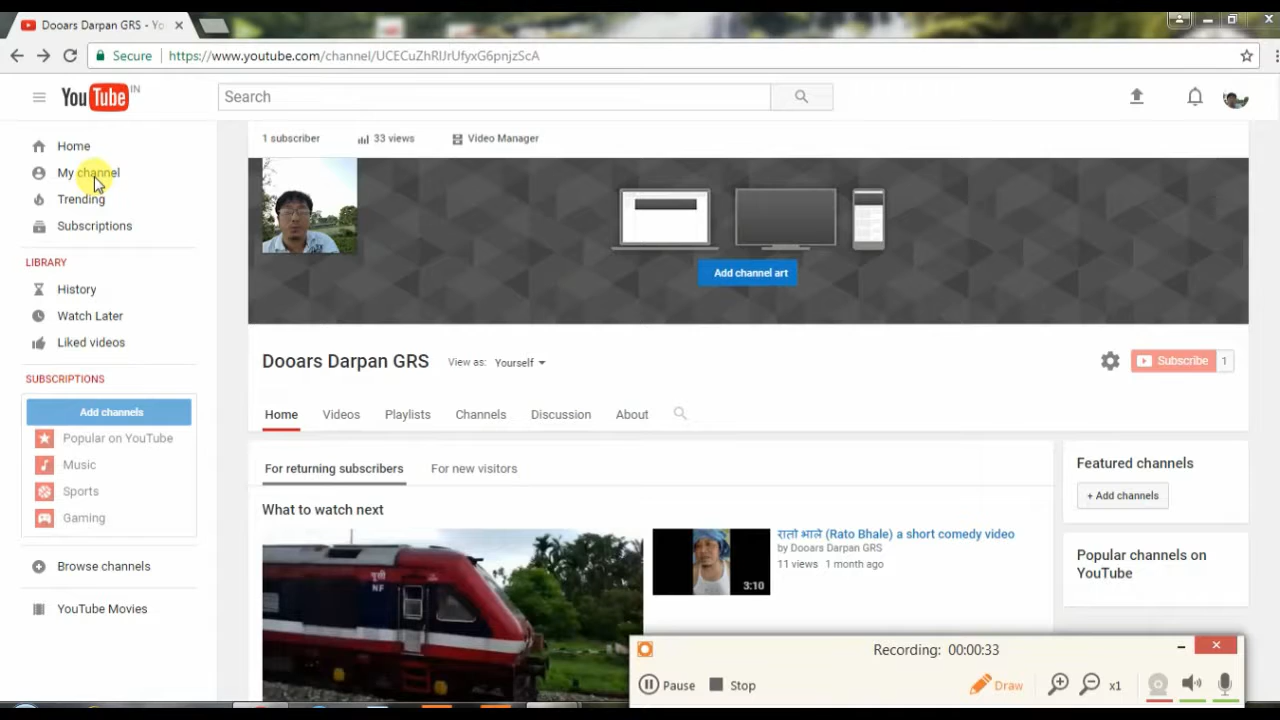 Dooars Darpan GRS - Yo
Secure
https://www.youtube.com/channel/UCECuZhRIJrUfyxG6pnjzScA
YouTube IN
Search
Home
My channel
Trending
Subscriptions
LIBRARY
History
Watch Later
Liked videos
SUBSCRIPTIONS
Add channels
Popular on YouTube
Music
Sports
Gaming
Browse channels
YouTube Movies
1 subscriber
33 views
Video Manager
Add channel art
Dooars Darpan GRS
View as: Yourself
Subscribe 1
Home Videos Playlists Channels Discussion About
For returning subscribers
For new visitors
What to watch next
रातो भाले (Rato Bhale) a short comedy video
by Dooars Darpan GRS
11 views 1 month ago
3:10
NF
Featured channels
+ Add channels
Popular channels on
YouTube
Recording: 00:00:33
Pause
Stop
Draw
x1